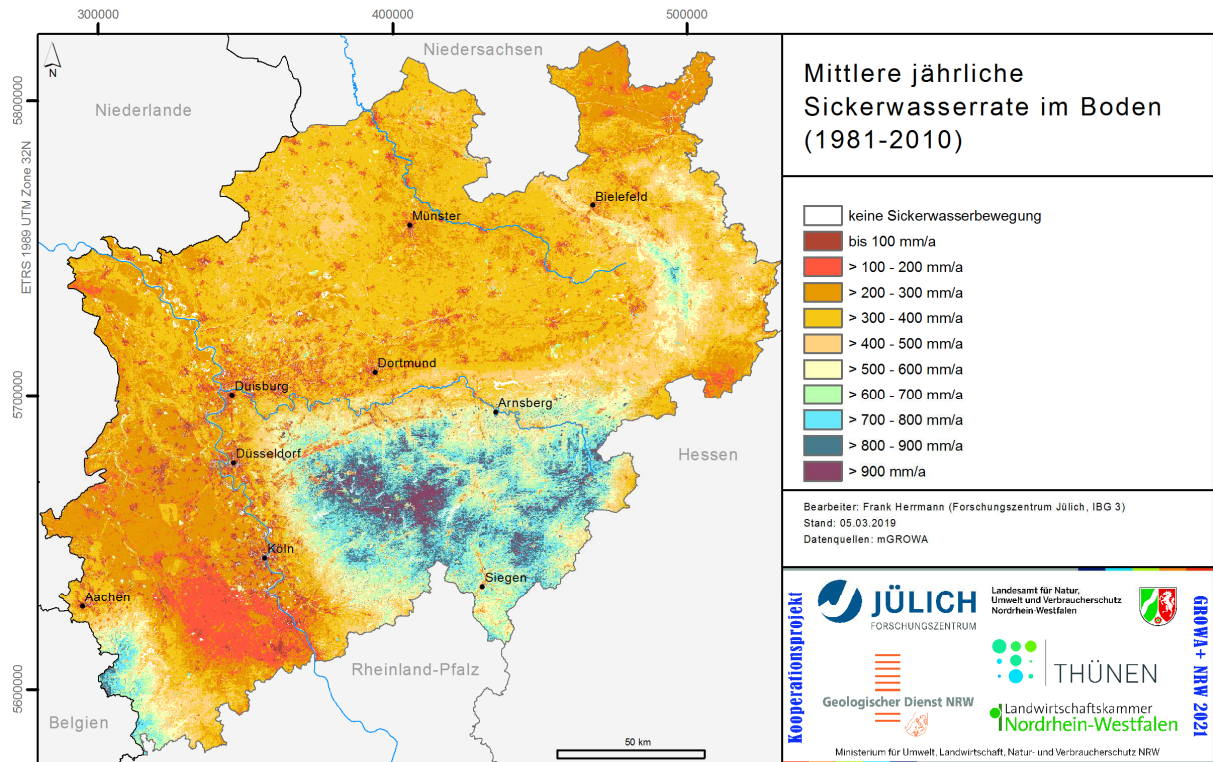 300000
400000
500000
5800000
5700000
5600000
ETRS 1989 UTM Zone 32N
N
Niederlande
Niedersachsen
Bielefeld
Münster
Dortmund
Duisburg
Arnsberg
Düsseldorf
Hessen
Köln
Siegen
Aachen
Rheinland-Pfalz
Belgien
50 km
Mittlere jährliche
Sickerwasserrate im Boden
(1981-2010)
keine Sickerwasserbewegung
bis 100 mm/a
> 100 - 200 mm/a
> 200 - 300 mm/a
> 300 - 400 mm/a
> 400 - 500 mm/a
> 500 - 600 mm/a
> 600 - 700 mm/a
> 700 - 800 mm/a
> 800 - 900 mm/a
> 900 mm/a
Bearbeiter: Frank Herrmann (Forschungszentrum Jülich, IBG 3)
Stand: 05.03.2019
Datenquellen: mGROWA
Kooperationsprojekt
JÜLICH
FORSCHUNGSZENTRUM
Landesamt für Natur,
Umwelt und Verbraucherschutz
Nordrhein-Westfalen
GROWA+ NRW 2021
Geologischer Dienst NRW
THÜNEN
Landwirtschaftskammer
Nordrhein-Westfalen
Ministerium für Umwelt, Landwirtschaft, Natur- und Verbraucherschutz NRW